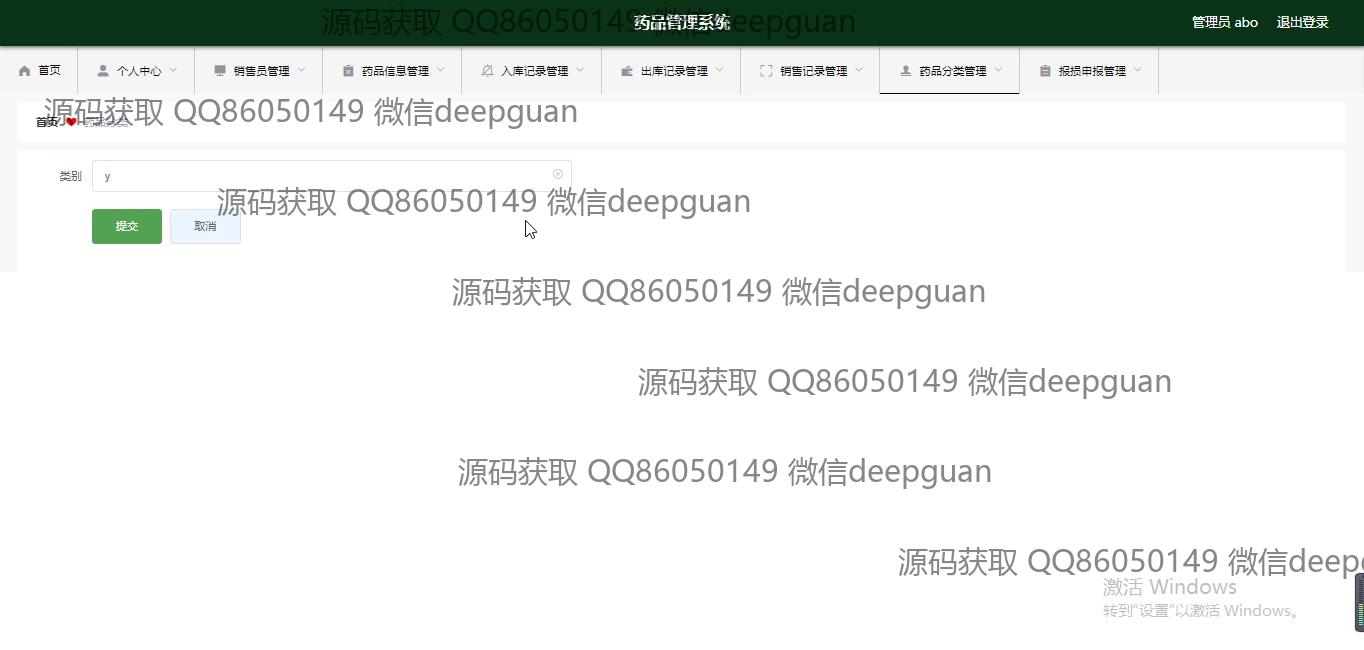 源码获取 QQ86050149 微信deepguan
药品管理系统
管理员 abo
退出登录
首页
个人中心
销售员管理
药品信息管理
入库记录管理
出库记录管理
销售记录管理
药品分类管理
报损申报管理
源码获取 QQ86050149 微信deepguan
首页
药品分类
类别
y
源码获取 QQ86050149 微信deepguan
提交
取消
源码获取 QQ86050149 微信deepguan
源码获取 QQ86050149 微信deepguan
源码获取 QQ86050149 微信deepguan
源码获取 QQ86050149 微信deep
激活 Windows
转到“设置”以激活 Windows。